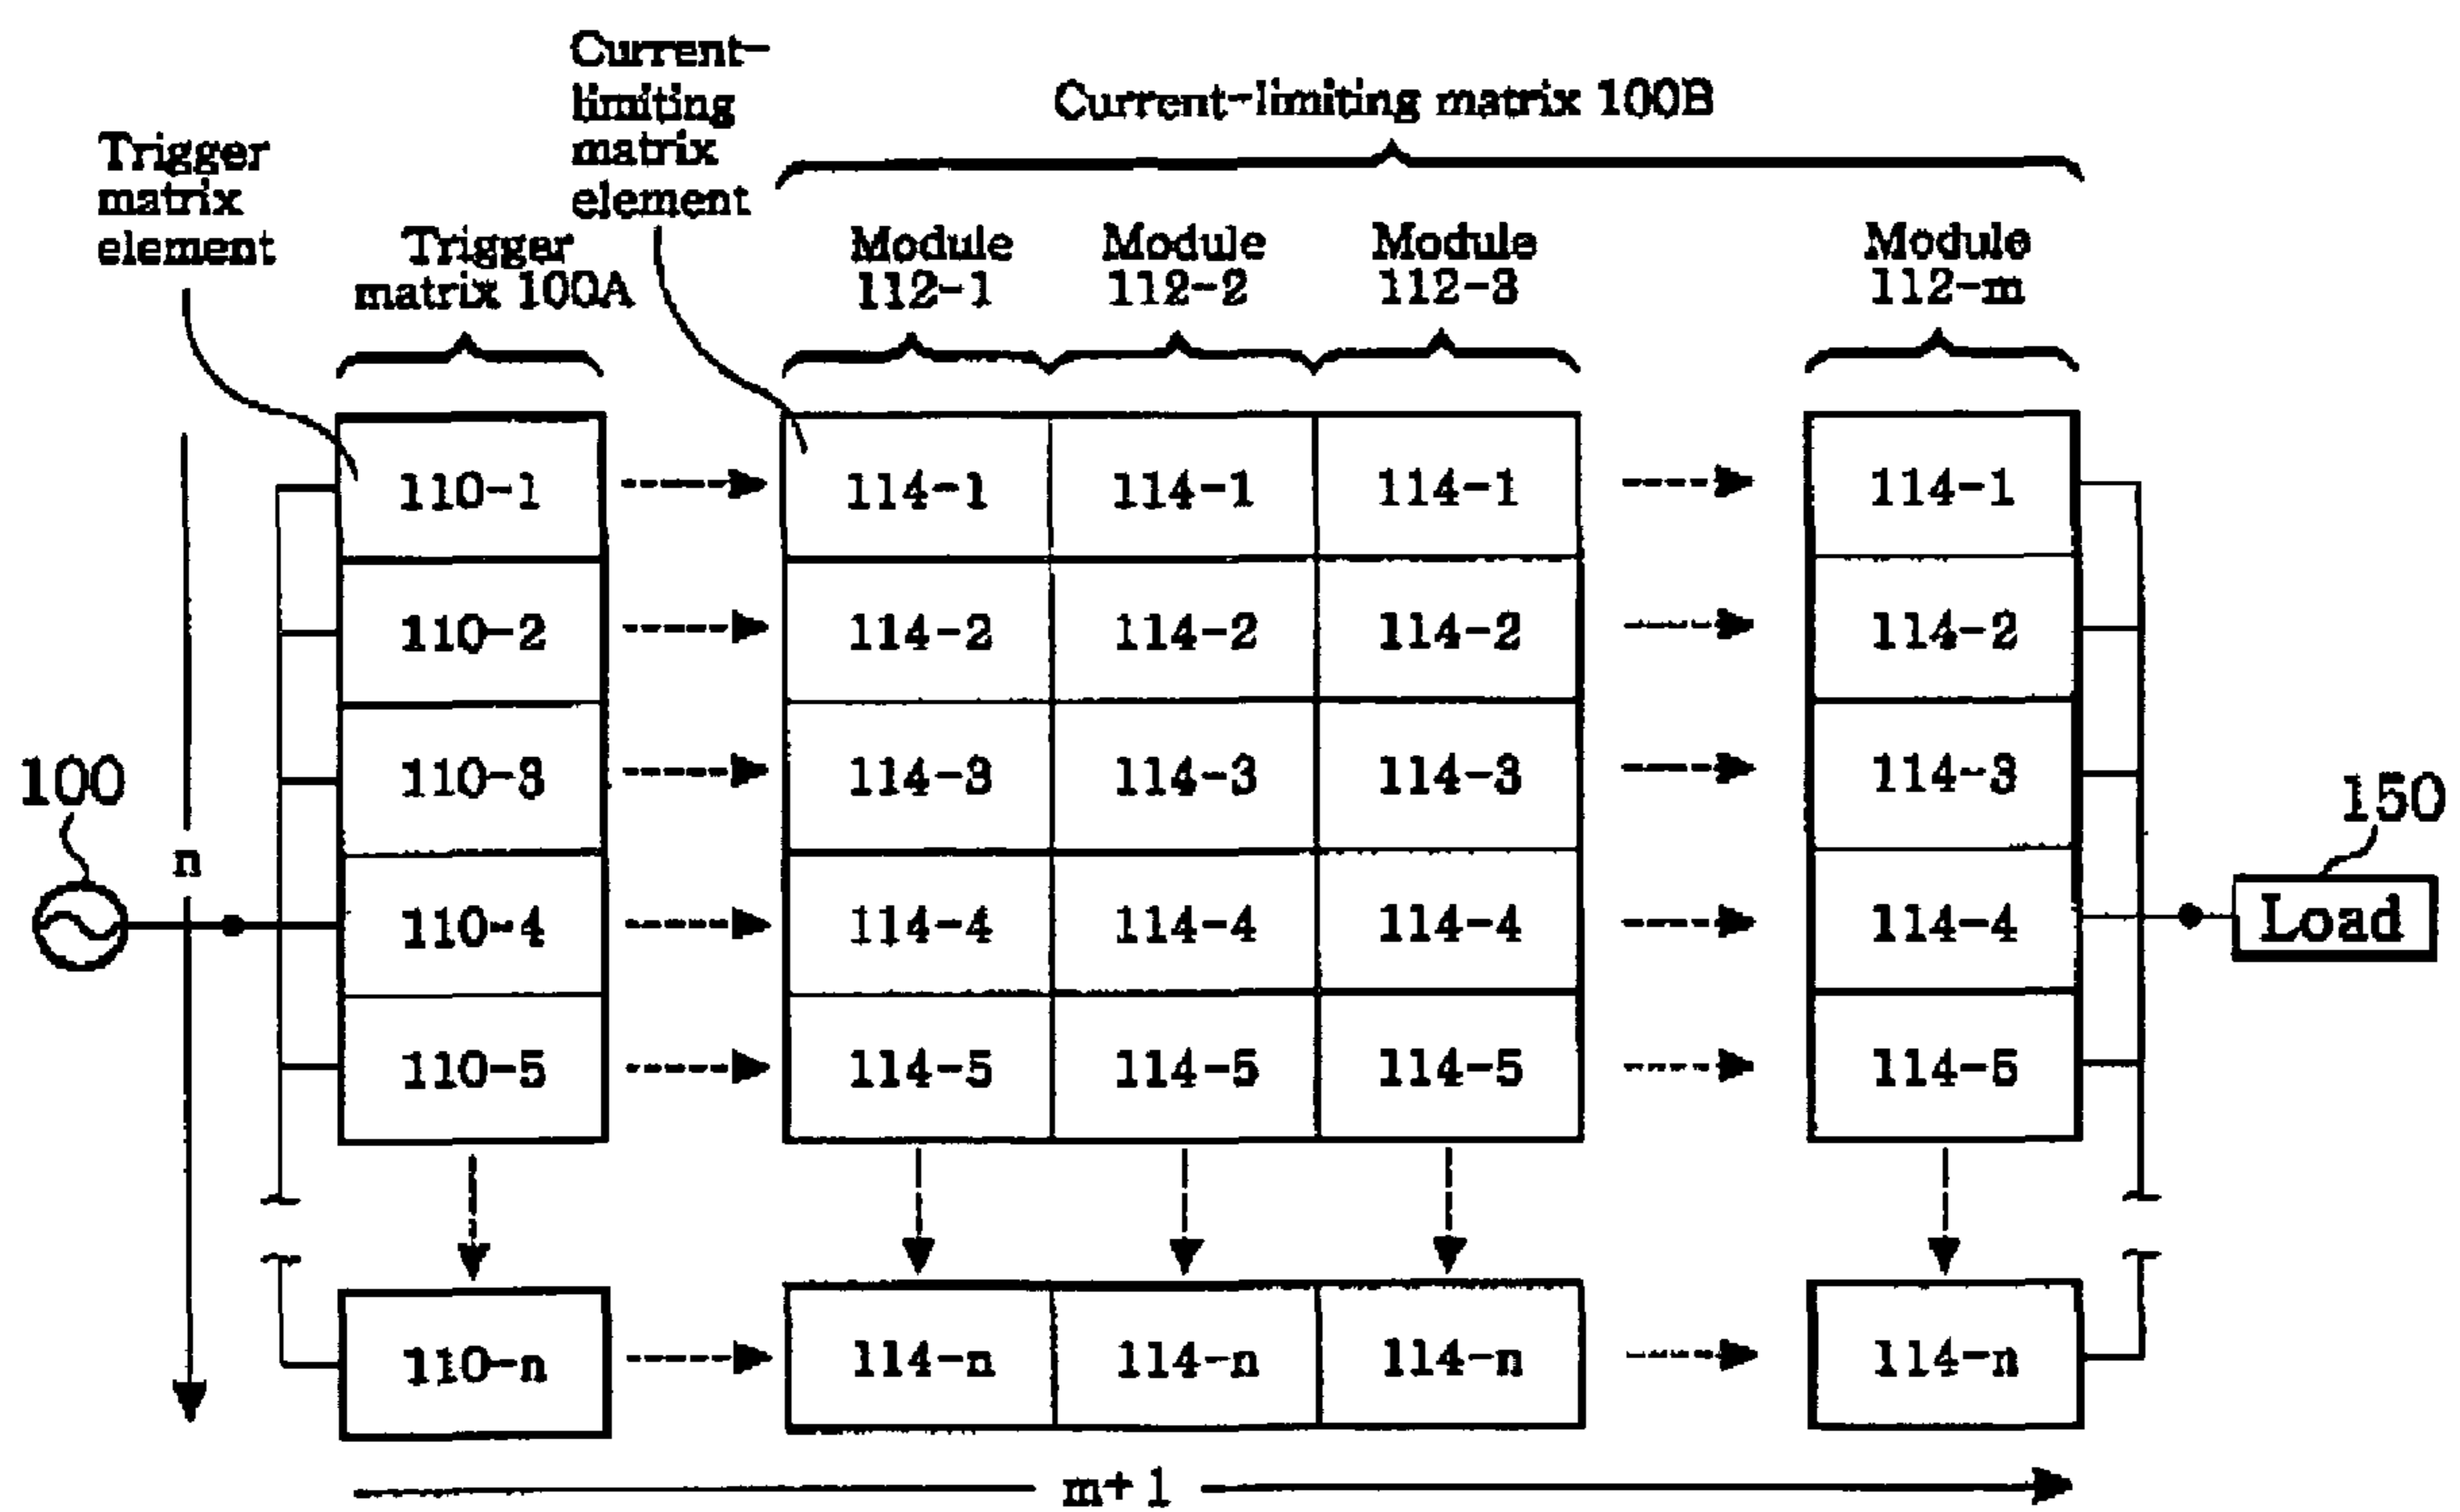 Current-
limiting
matrix
element
Current-limiting matrix 100B
Trigger
matrix
element
Trigger
matrix 100A
Module
112-1
Module
112-2
Module
112-3
Module
112-m
110-1
114-1
114-1
114-1
114-1
110-2
114-2
114-2
114-2
114-2
110-3
114-3
114-3
114-3
114-3
100
150
n
110-4
114-4
114-4
114-4
114-4
Load
110-5
114-5
114-5
114-5
114-5
110-n
114-n
114-n
114-n
114-n
m+1